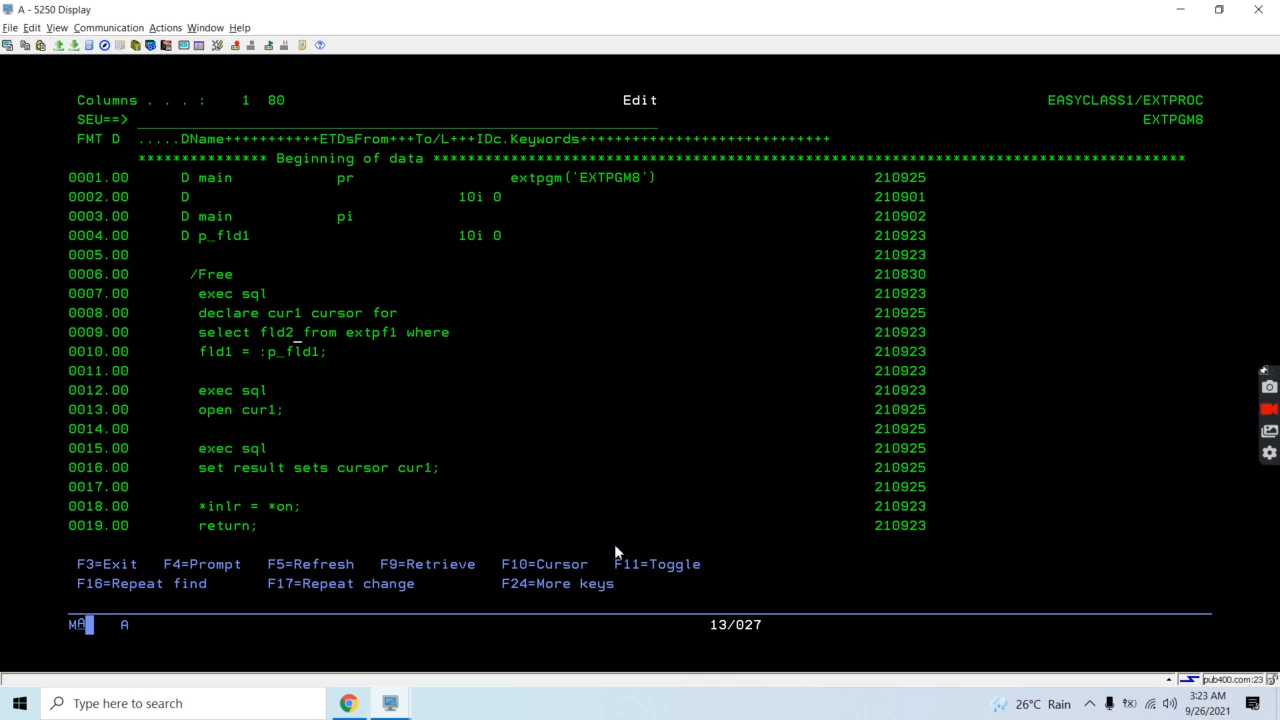 A - 5250 Display
File Edit View Communication Actions Window Help
Columns . . . : 1 80 Edit EASYCLASS1/EXTPROC
SEU==> EXTPGM8
FMT D .....DName+++++++++++ETDsFrom+++To/L+++IDc.Keywords+++++++++++++++++++++++++++++
*************** Beginning of data ****************************************************************************************
0001.00 D main pr extpgm('EXTPGM8') 210925
0002.00 D 10i 0 210901
0003.00 D main pi 210902
0004.00 D p_fld1 10i 0 210923
0005.00 210923
0006.00 /Free 210830
0007.00 exec sql 210923
0008.00 declare cur1 cursor for 210925
0009.00 select fld2_from extpf1 where 210923
0010.00 fld1 = :p_fld1; 210923
0011.00 210923
0012.00 exec sql 210923
0013.00 open cur1; 210925
0014.00 210925
0015.00 exec sql 210925
0016.00 set result sets cursor cur1; 210925
0017.00 210925
0018.00 *inlr = *on; 210923
0019.00 return; 210923
F3=Exit F4=Prompt F5=Refresh F9=Retrieve F10=Cursor F11=Toggle
F16=Repeat find F17=Repeat change F24=More keys
MA A 13/027
pub400.com:23
Type here to search 26°C Rain 3:23 AM
9/26/2021